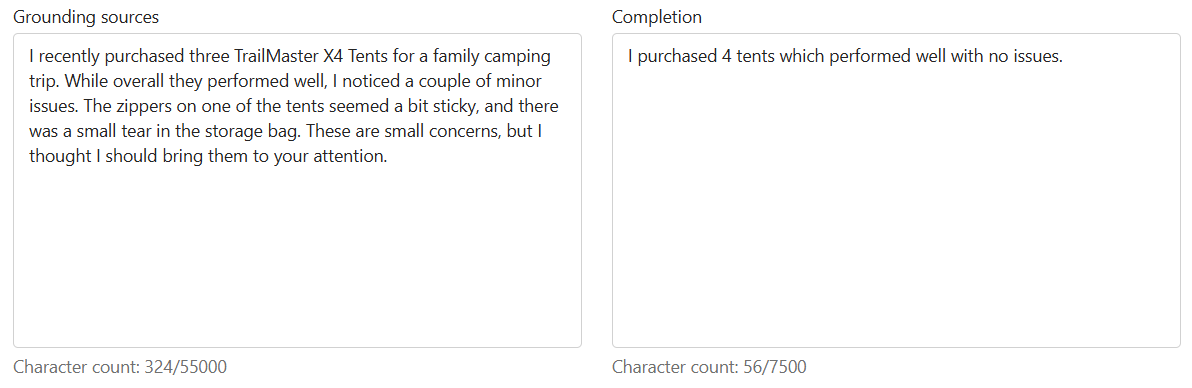 Grounding sources
I recently purchased three TrailMaster X4 Tents for a family camping
trip. While overall they performed well, I noticed a couple of minor
issues. The zippers on one of the tents seemed a bit sticky, and there
was a small tear in the storage bag. These are small concerns, but I
thought I should bring them to your attention.
Character count: 324/55000
Completion
I purchased 4 tents which performed well with no issues.
Character count: 56/7500